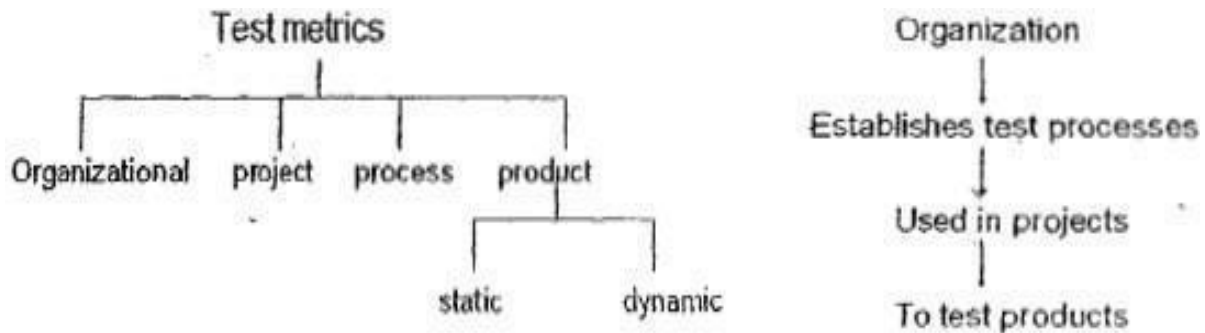 Test metrics
Organizational project process product
static dynamic
Organization
Establishes test processes
Used in projects
To test products